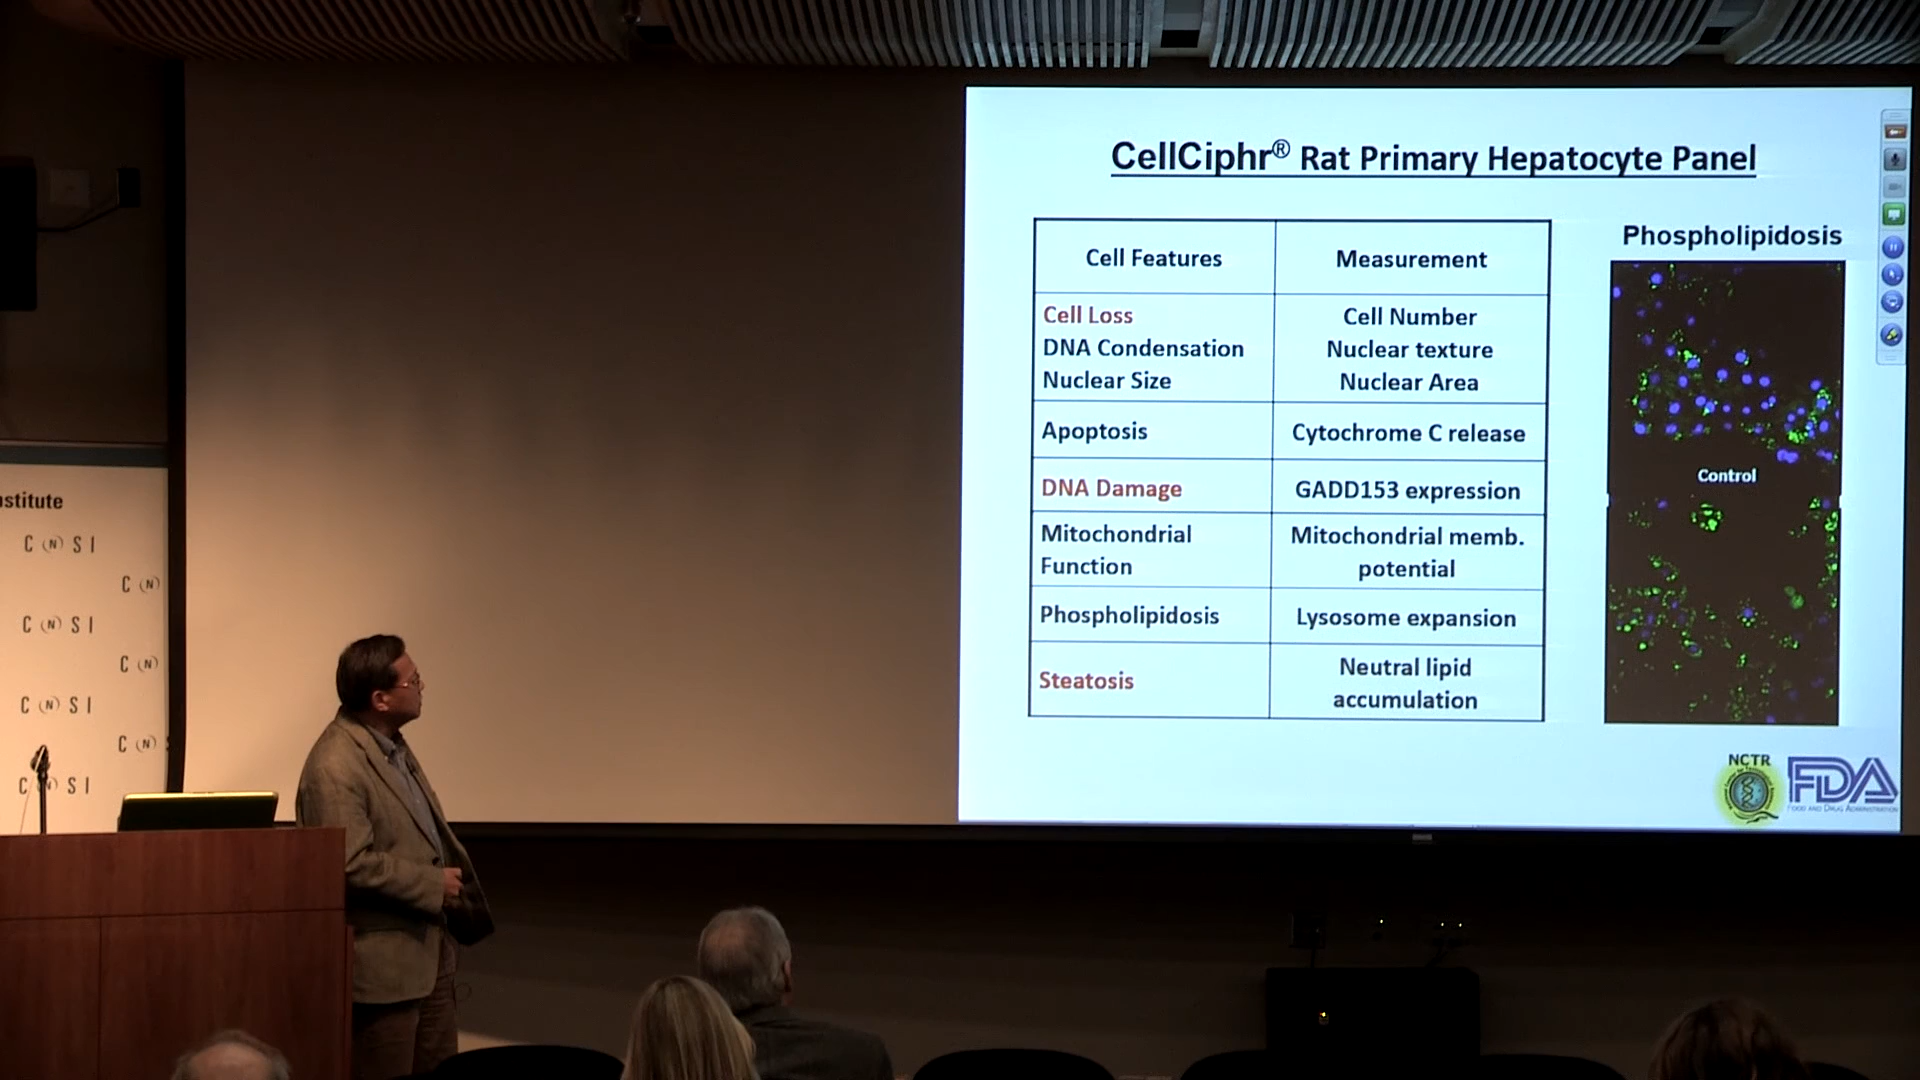 CellCiphr® Rat Primary Hepatocyte Panel
Cell Features
Measurement
Cell Loss
Cell Number
DNA Condensation
Nuclear texture
Nuclear Size
Nuclear Area
Apoptosis
Cytochrome C release
DNA Damage
GADD153 expression
Mitochondrial
Function
Mitochondrial memb.
potential
Phospholipidosis
Lysosome expansion
Steatosis
Neutral lipid
accumulation
Phospholipidosis
Control
NCTR
FDA
FOOD AND DRUG ADMINISTRATION
stitute
C (N) S I
C (N)
C (N) S I
C (N)
C (N) S I
C (N)
C (N) S I